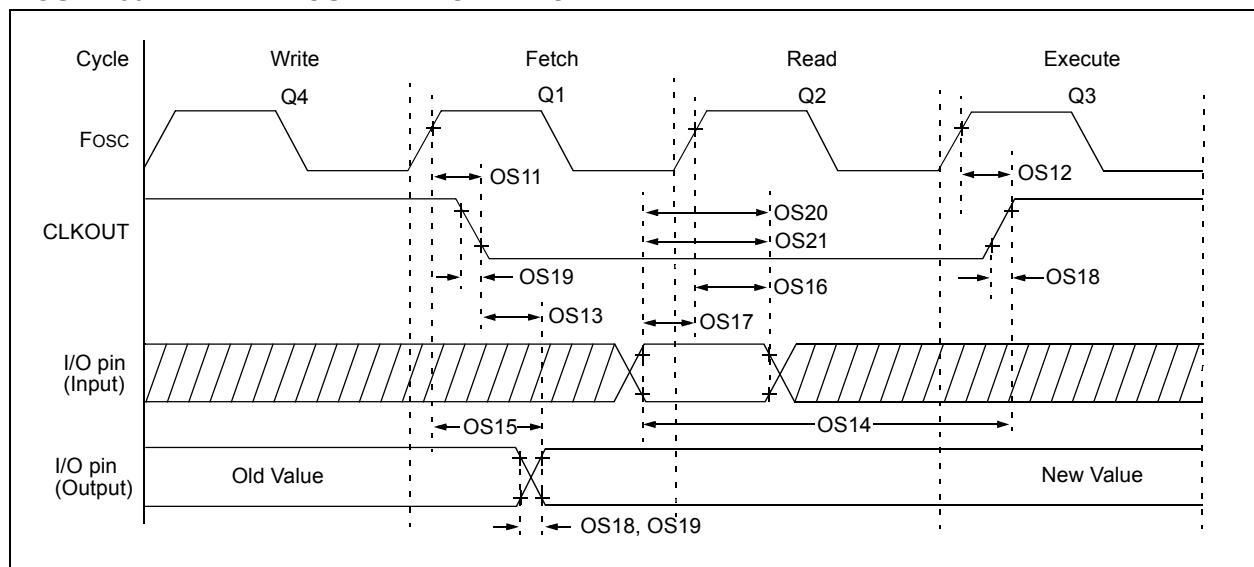 Cycle Write Fetch Read Execute
Q4 Q1 Q2 Q3
Fosc
OS11 OS12
OS20
CLKOUT
OS21
OS19 OS16 OS18
OS13 OS17
I/O pin
(Input)
OS15 OS14
I/O pin
(Output)
Old Value New Value
OS18, OS19